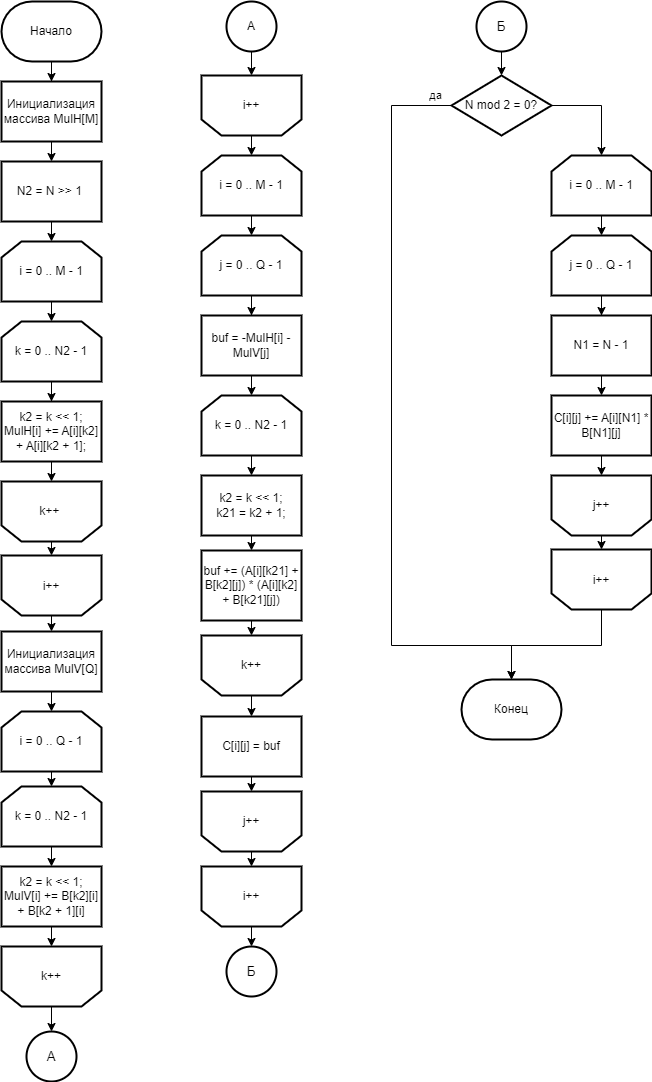 Начало
Инициализация
массива MulH[M]
N2 = N >> 1
i = 0 .. M - 1
k = 0 .. N2 - 1
k2 = k << 1;
MulH[i] += A[i][k2]
+ A[i][k2 + 1];
k++
i++
Инициализация
массива MulV[Q]
i = 0 .. Q - 1
k = 0 .. N2 - 1
k2 = k << 1;
MulV[i] += B[k2][i]
+ B[k2 + 1][i]
k++
А
А
i++
i = 0 .. M - 1
j = 0 .. Q - 1
buf = -MulH[i] -
MulV[j]
k = 0 .. N2 - 1
k2 = k << 1;
k21 = k2 + 1;
buf += (A[i][k21] +
B[k2][j]) * (A[i][k2]
+ B[k21][j])
k++
C[i][j] = buf
j++
i++
Б
Б
да
N mod 2 = 0?
i = 0 .. M - 1
j = 0 .. Q - 1
N1 = N - 1
C[i][j] += A[i][N1] *
B[N1][j]
j++
i++
Конец